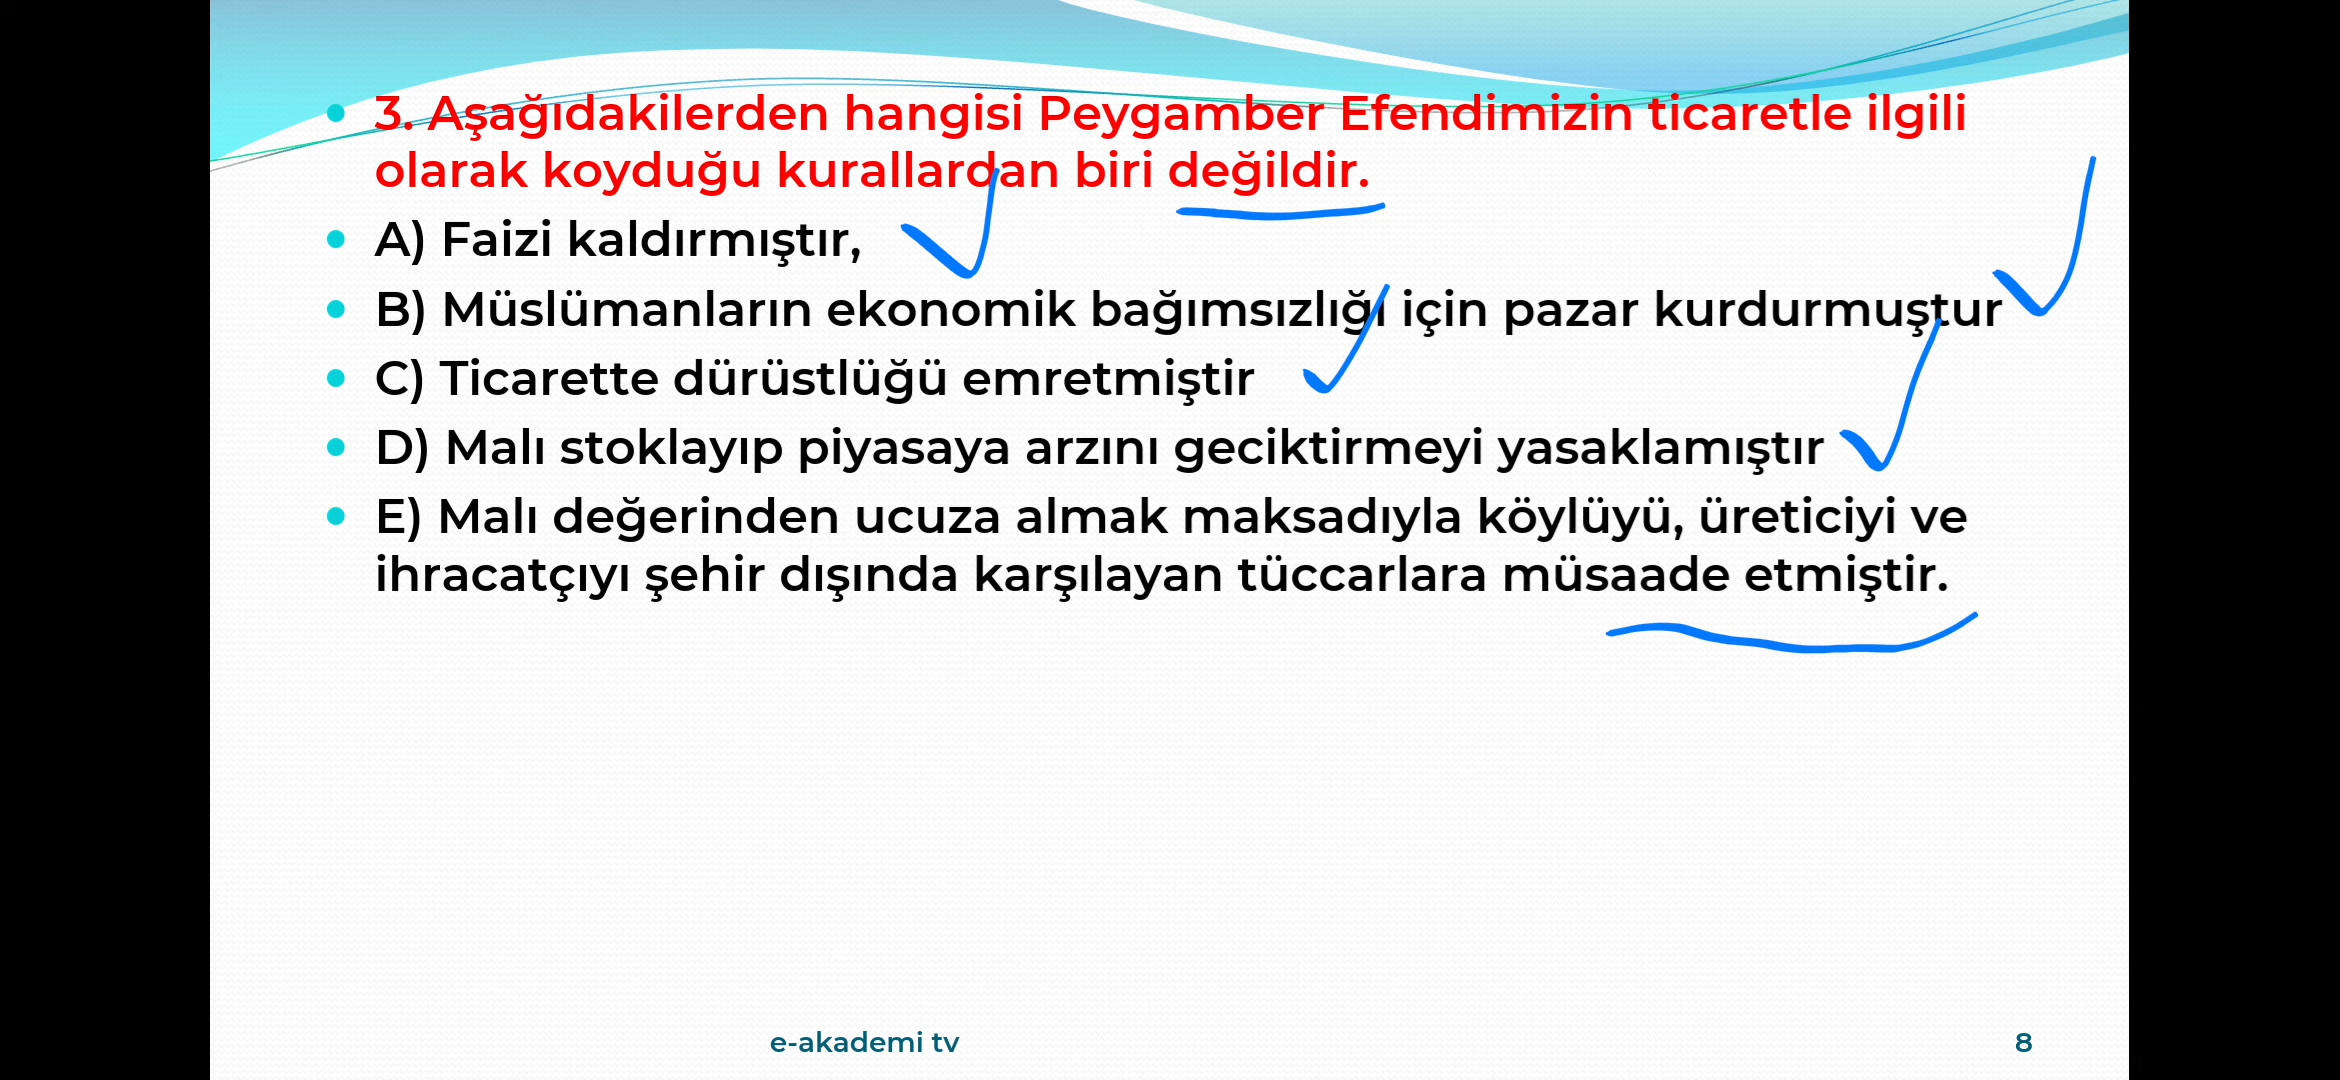 3. Aşağıdakilerden hangisi Peygamber Efendimizin ticaretle ilgili
olarak koyduğu kurallardan biri değildir.
A) Faizi kaldırmıştır,
B) Müslümanların ekonomik bağımsızlığı için pazar kurdurmuştur
C) Ticarette dürüstlüğü emretmiştir
D) Malı stoklayıp piyasaya arzını geciktirmeyi yasaklamıştır
E) Malı değerinden ucuza almak maksadıyla köylüyü, üreticiyi ve
ihracatçıyı şehir dışında karşılayan tüccarlara müsaade etmiştir.
e-akademi tv
8